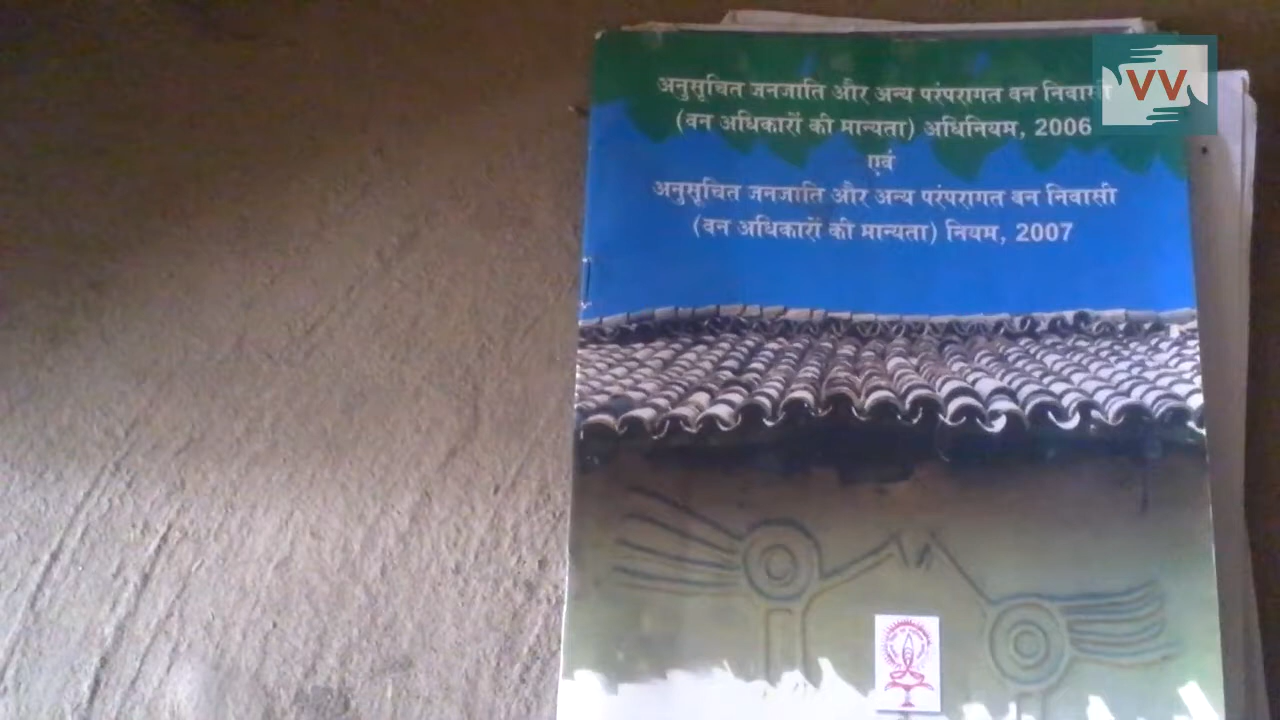 अनुसूचित जनजाति और अन्य परंपरागत वन निवासी
(वन अधिकारों की मान्यता) अधिनियम, 2006
एवं
अनुसूचित जनजाति और अन्य परंपरागत वन निवासी
(वन अधिकारों की मान्यता) नियम, 2007
VV